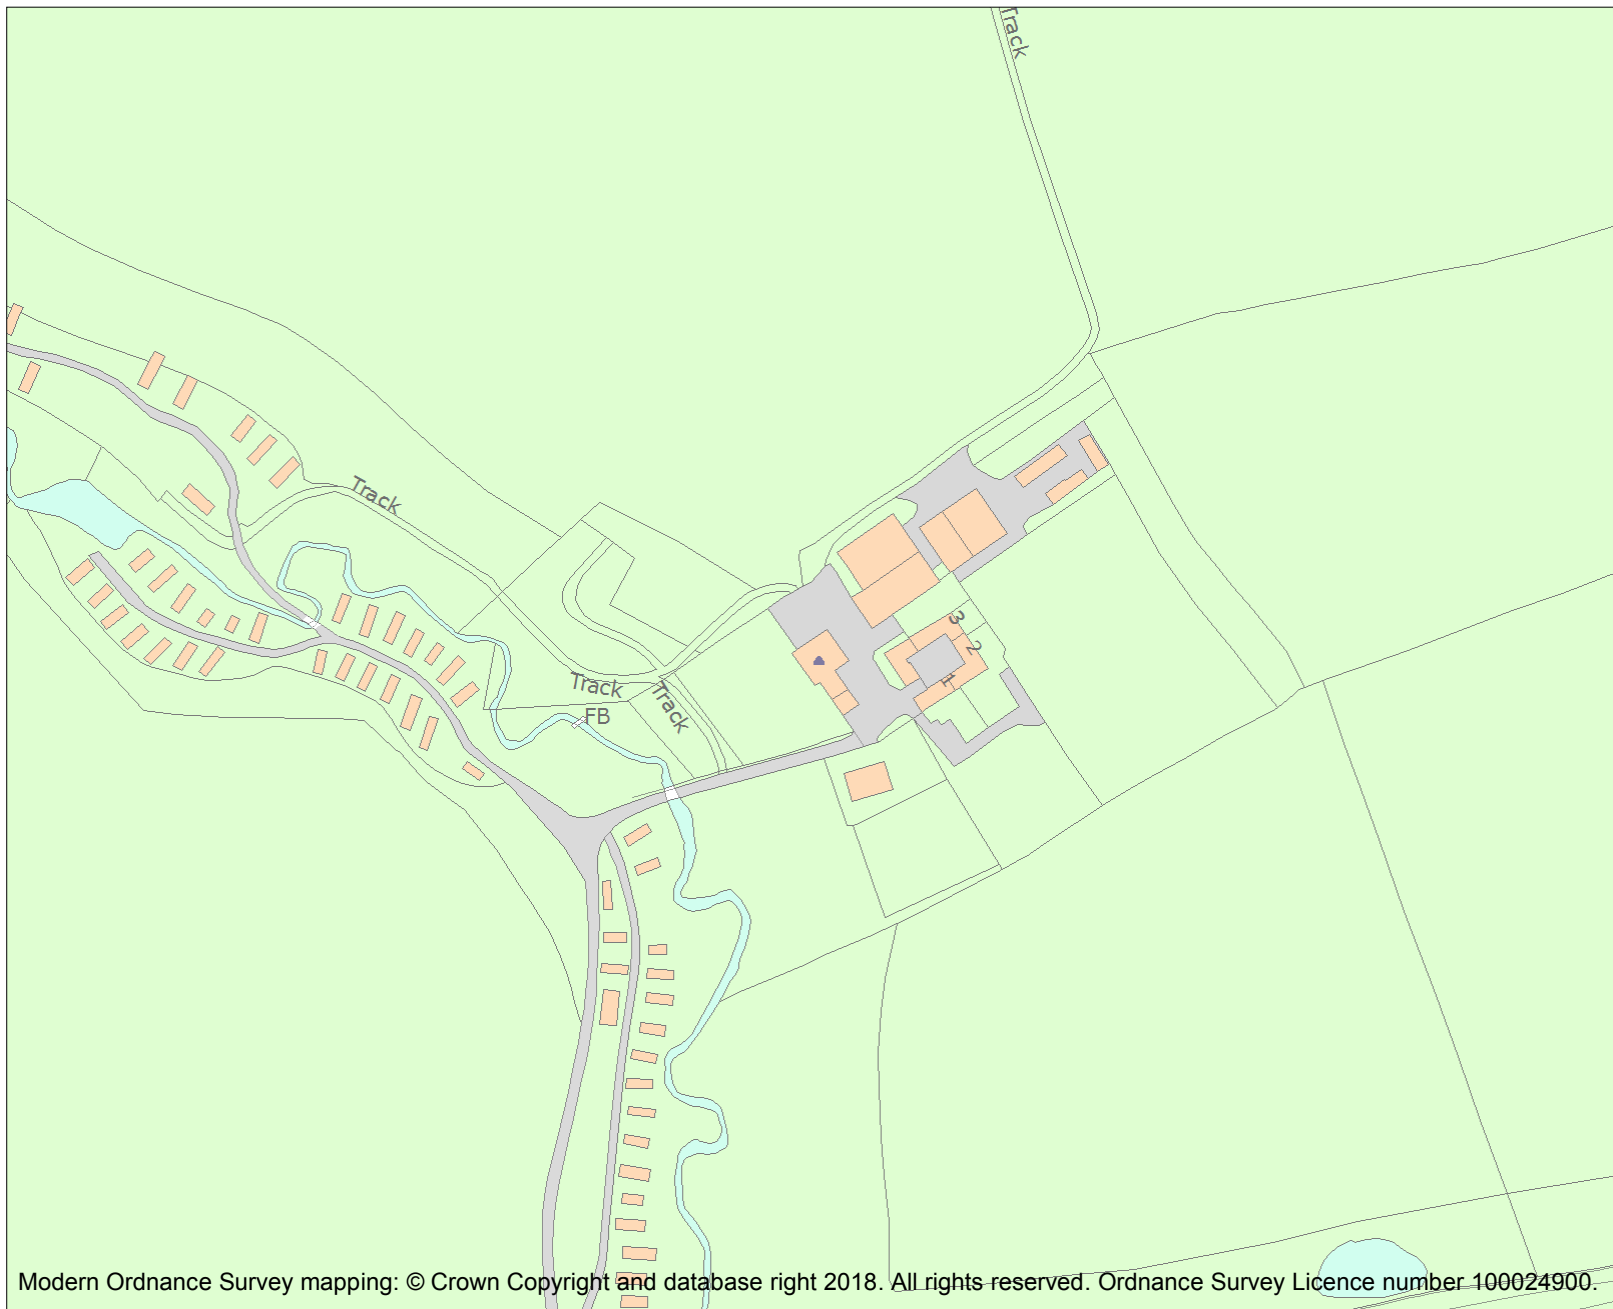 Track
Track
3
2
1
Track
Track
FB
Modern Ordnance Survey mapping: © Crown Copyright and database right 2018. All rights reserved. Ordnance Survey Licence number 100024900.